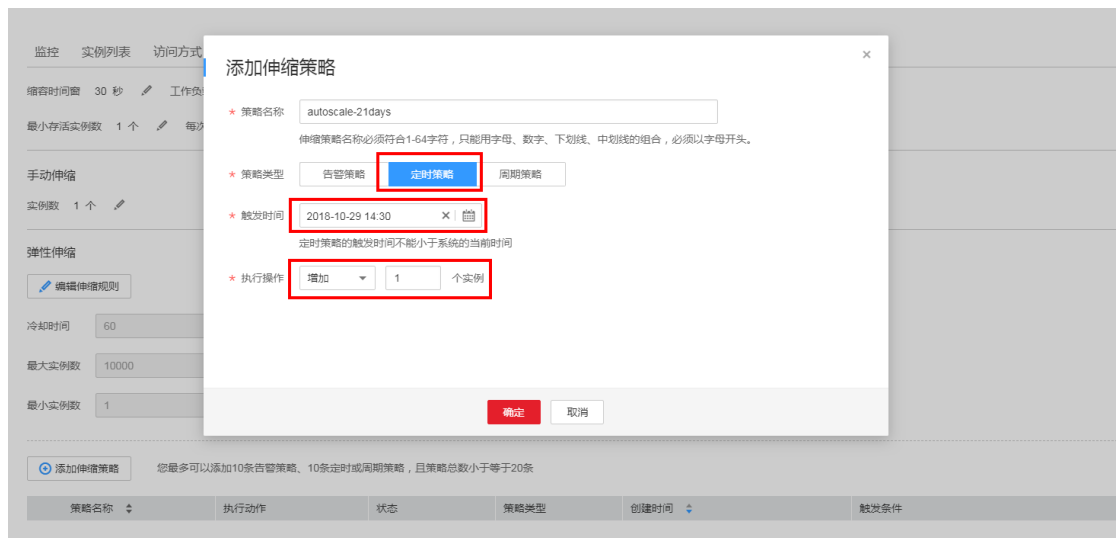 监控 实例列表 访问方式
缩容时间窗 30 秒 工作负
最小存活实例数 1 个 每次
手动伸缩
实例数 1 个
弹性伸缩
编辑伸缩规则
冷却时间 60
最大实例数 10000
最小实例数 1
添加伸缩策略
× 
* 策略名称 autoscale-21days
伸缩策略名称必须符合1-64字符，只能用字母、数字、下划线、中划线的组合，必须以字母开头。
* 策略类型 告警策略 定时策略 周期策略
* 触发时间 2018-10-29 14:30 ×
定时策略的触发时间不能小于系统的当前时间
* 执行操作 增加 1 个实例
确定 取消
添加伸缩策略 您最多可以添加10条告警策略、10条定时或周期策略，且策略总数小于等于20条
策略名称 执行动作 状态 策略类型 创建时间 触发条件